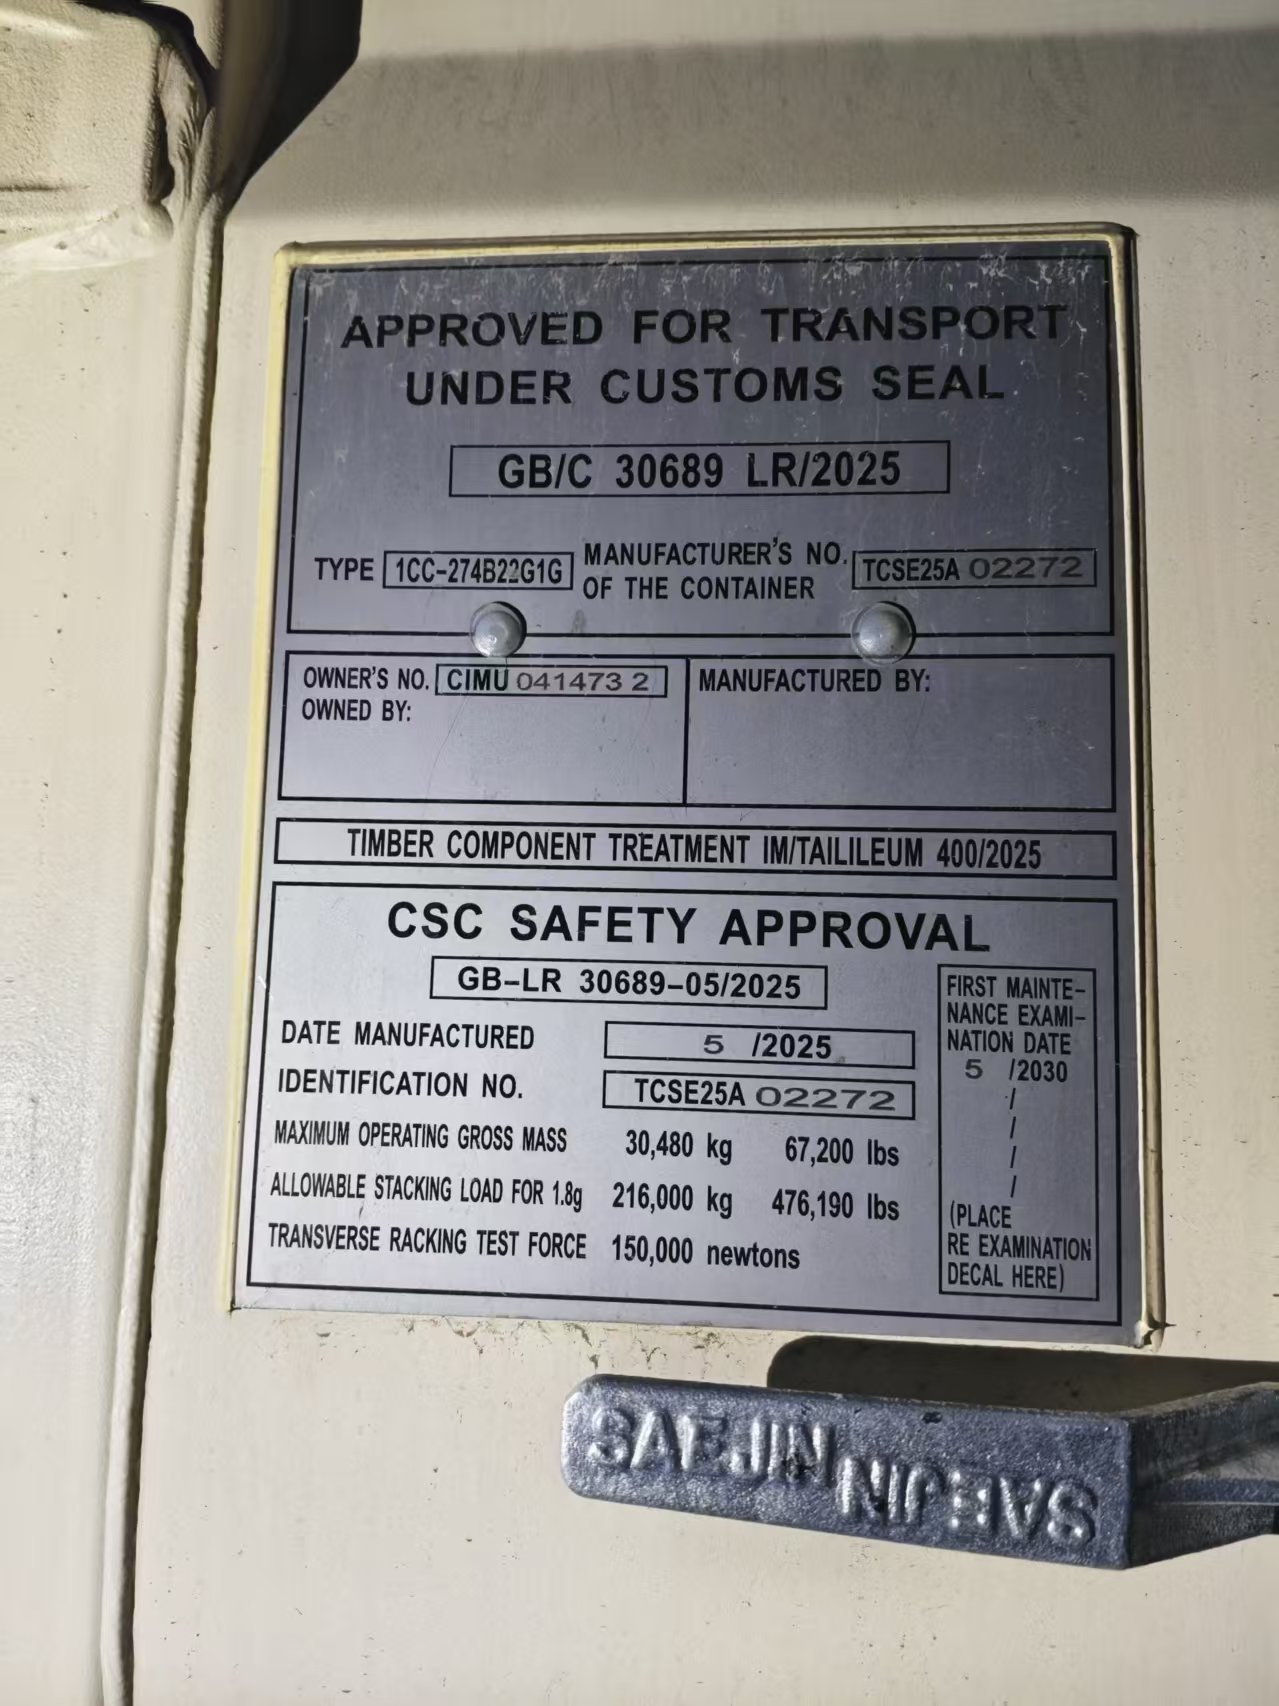 APPROVED FOR TRANSPORT
UNDER CUSTOMS SEAL
GB/C 30689 LR/2025
TYPE 1CC-274B22G1G MANUFACTURER'S NO. OF THE CONTAINER TCSE25A 02272
OWNER'S NO. CIMU 041473 2
OWNED BY:
MANUFACTURED BY:
TIMBER COMPONENT TREATMENT IM/TAILILEUM 400/2025
CSC SAFETY APPROVAL
GB-LR 30689-05/2025
DATE MANUFACTURED 5 /2025
IDENTIFICATION NO. TCSE25A 02272
MAXIMUM OPERATING GROSS MASS 30,480 kg 67,200 lbs
ALLOWABLE STACKING LOAD FOR 1.8g 216,000 kg 476,190 lbs
TRANSVERSE RACKING TEST FORCE 150,000 newtons
FIRST MAINTE-
NANCE EXAMI-
NATION DATE
5 /2030
/
/
/
/
(PLACE
RE EXAMINATION
DECAL HERE)
SAEJIN
SAEJIN